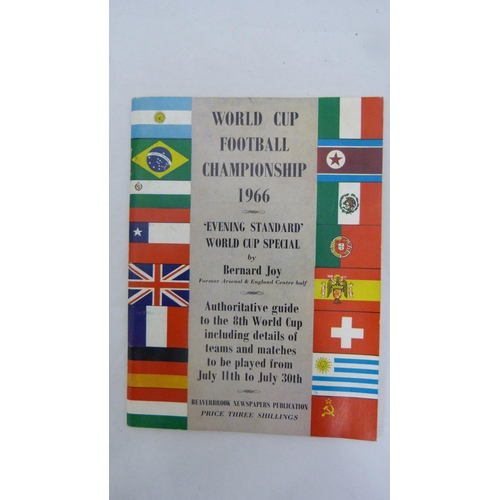 WORLD CUP
FOOTBALL
CHAMPIONSHIP
1966
'EVENING STANDARD'
WORLD CUP SPECIAL
by
Bernard Joy
Former Arsenal & England Centre half
Authoritative guide
to the 8th World Cup
including details of
teams and matches
to be played from
July 11th to July 30th
BEAVERBROOK NEWSPAPERS PUBLICATION
PRICE THREE SHILLINGS